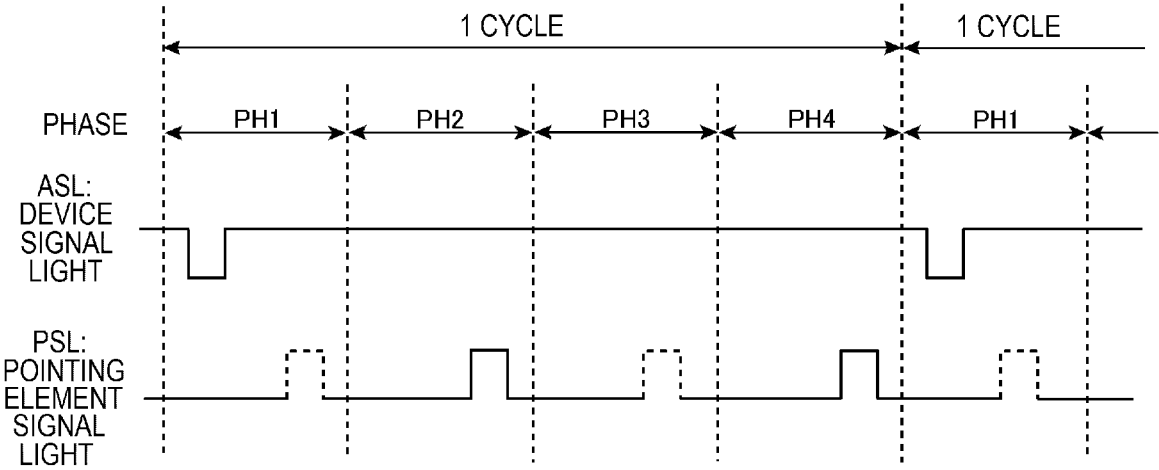 1 CYCLE
1 CYCLE
PHASE
PH1
PH2
PH3
PH4
PH1
ASL:
DEVICE
SIGNAL
LIGHT
PSL:
POINTING
ELEMENT
SIGNAL
LIGHT